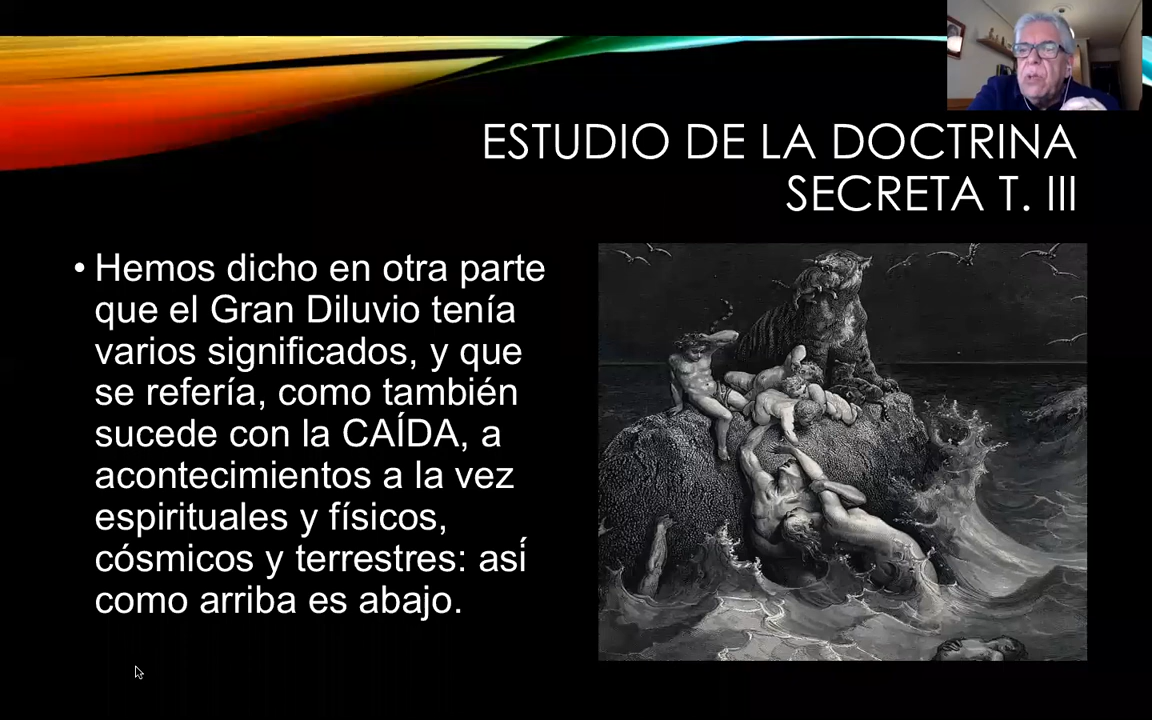 ESTUDIO DE LA DOCTRINA
SECRETA T. III
• Hemos dicho en otra parte
que el Gran Diluvio tenía
varios significados, y que
se refería, como también
sucede con la CAÍDA, a
acontecimientos a la vez
espirituales y físicos,
cósmicos y terrestres: así
como arriba es abajo.